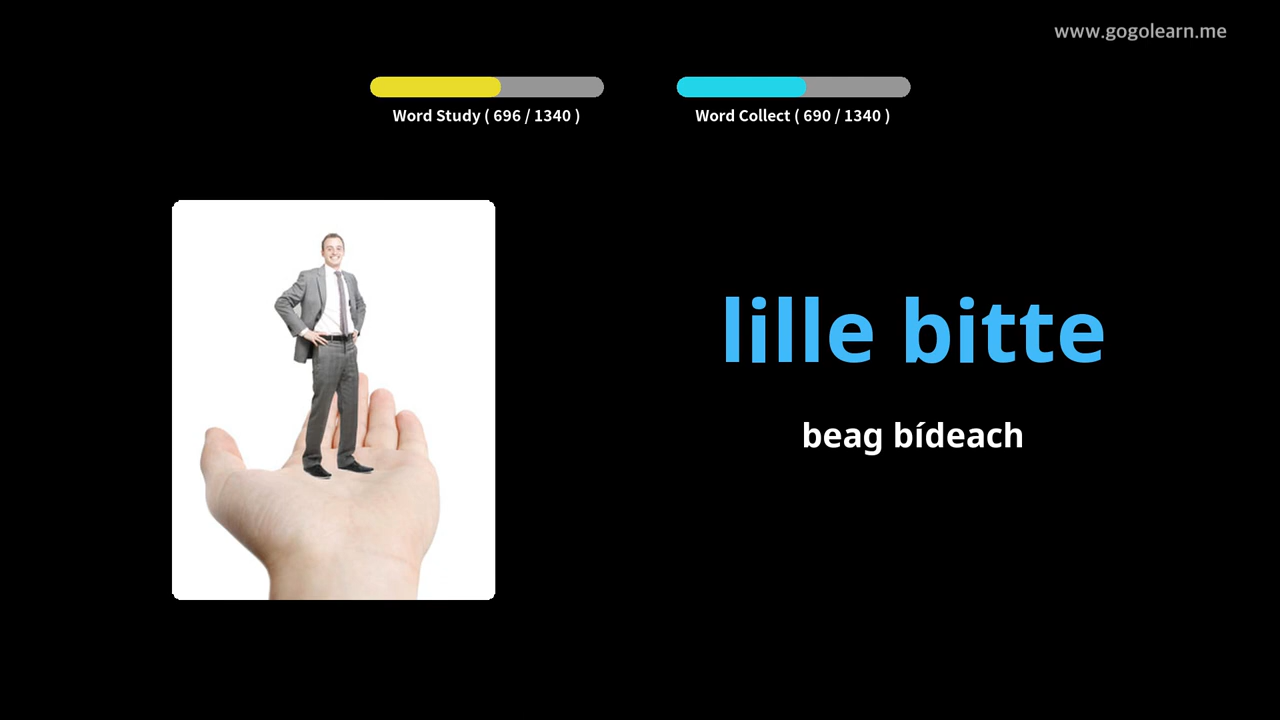 www.gogolearn.me
Word Study ( 696 / 1340 )
Word Collect ( 690 / 1340 )
lille bitte
beag bídeach